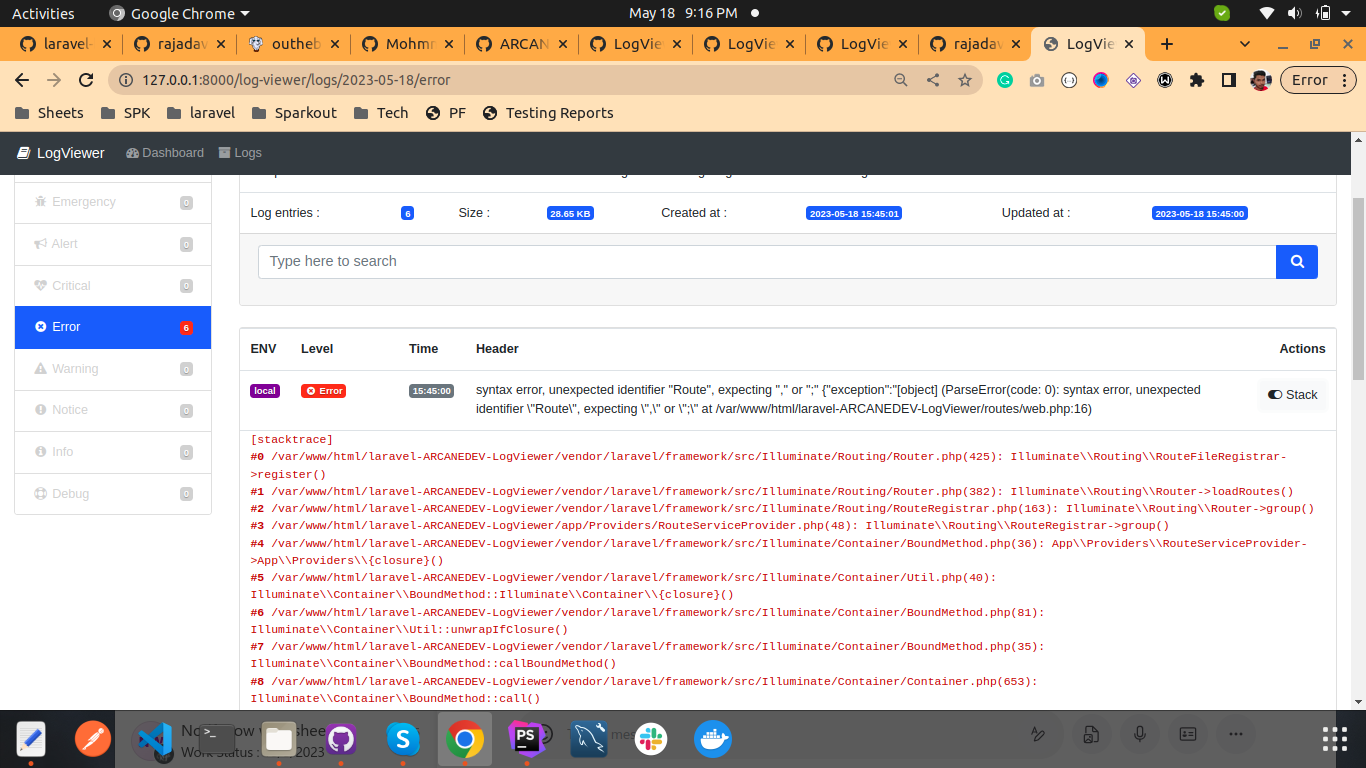 Activities
Google Chrome
May 18 9:16 PM
laravel-
rajadav
outheb
Mohmm
ARCAN
LogVie
LogVie
LogVie
rajadav
LogVie
127.0.0.1:8000/log-viewer/logs/2023-05-18/error
Error
Sheets
SPK
laravel
Sparkout
Tech
PF
Testing Reports
LogViewer
Dashboard
Logs
Emergency 0
Alert 0
Critical 0
Error 6
Warning 0
Notice 0
Info 0
Debug 0
Log entries : 6 Size : 28.65 KB Created at : 2023-05-18 15:45:01 Updated at : 2023-05-18 15:45:00
Type here to search
ENV Level Time Header Actions
local Error 15:45:00 syntax error, unexpected identifier "Route", expecting "," or ";" {"exception":"[object] (ParseError(code: 0): syntax error, unexpected
identifier \"Route\", expecting \",\" or \";\" at /var/www/html/laravel-ARCANEDEV-LogViewer/routes/web.php:16)
Stack
[stacktrace]
#0 /var/www/html/laravel-ARCANEDEV-LogViewer/vendor/laravel/framework/src/Illuminate/Routing/Router.php(425): Illuminate\\Routing\\RouteFileRegistrar-
>register()
#1 /var/www/html/laravel-ARCANEDEV-LogViewer/vendor/laravel/framework/src/Illuminate/Routing/Router.php(382): Illuminate\\Routing\\Router->loadRoutes()
#2 /var/www/html/laravel-ARCANEDEV-LogViewer/vendor/laravel/framework/src/Illuminate/Routing/RouteRegistrar.php(163): Illuminate\\Routing\\Router->group()
#3 /var/www/html/laravel-ARCANEDEV-LogViewer/app/Providers/RouteServiceProvider.php(48): Illuminate\\Routing\\RouteRegistrar->group()
#4 /var/www/html/laravel-ARCANEDEV-LogViewer/vendor/laravel/framework/src/Illuminate/Container/BoundMethod.php(36): App\\Providers\\RouteServiceProvider-
>App\\Providers\\{closure}()
#5 /var/www/html/laravel-ARCANEDEV-LogViewer/vendor/laravel/framework/src/Illuminate/Container/Util.php(40):
Illuminate\\Container\\BoundMethod::Illuminate\\Container\\{closure}()
#6 /var/www/html/laravel-ARCANEDEV-LogViewer/vendor/laravel/framework/src/Illuminate/Container/BoundMethod.php(81):
Illuminate\\Container\\Util::unwrapIfClosure()
#7 /var/www/html/laravel-ARCANEDEV-LogViewer/vendor/laravel/framework/src/Illuminate/Container/BoundMethod.php(35):
Illuminate\\Container\\BoundMethod::callBoundMethod()
#8 /var/www/html/laravel-ARCANEDEV-LogViewer/vendor/laravel/framework/src/Illuminate/Container/Container.php(653):
Illuminate\\Container\\BoundMethod::call()
PS
2023